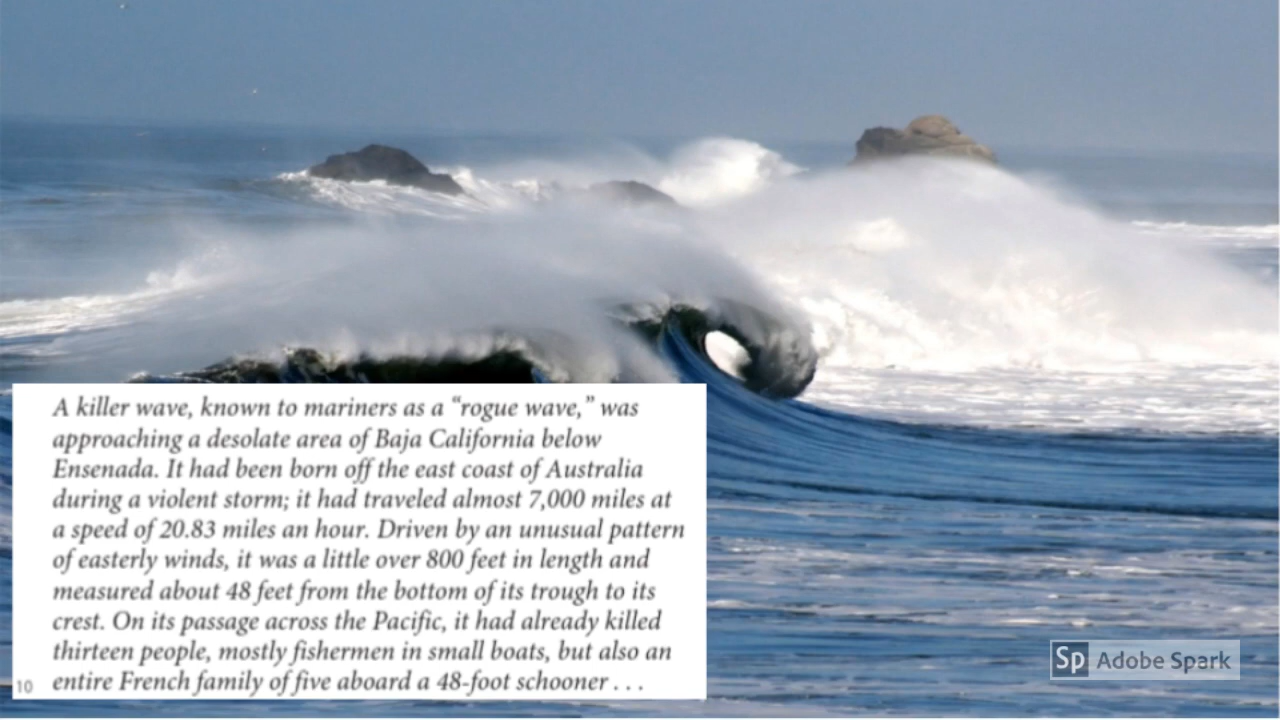 A killer wave, known to mariners as a “rogue wave,” was
approaching a desolate area of Baja California below
Ensenada. It had been born off the east coast of Australia
during a violent storm; it had traveled almost 7,000 miles at
a speed of 20.83 miles an hour. Driven by an unusual pattern
of easterly winds, it was a little over 800 feet in length and
measured about 48 feet from the bottom of its trough to its
crest. On its passage across the Pacific, it had already killed
thirteen people, mostly fishermen in small boats, but also an
10 entire French family of five aboard a 48-foot schooner . . .
Sp Adobe Spark